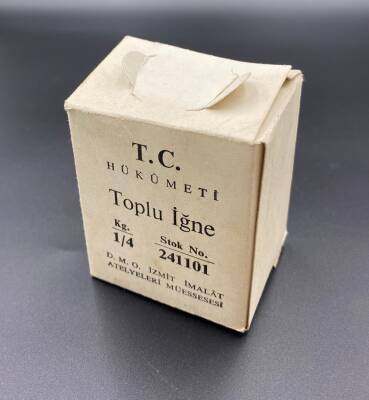 T.C.
HÜKÛMETİ
Toplu İğne
Kg. Stok No.
1/4 241101
D. M. O. İZMİT İMALÂT
ATELYELERİ MÜESSESESİ